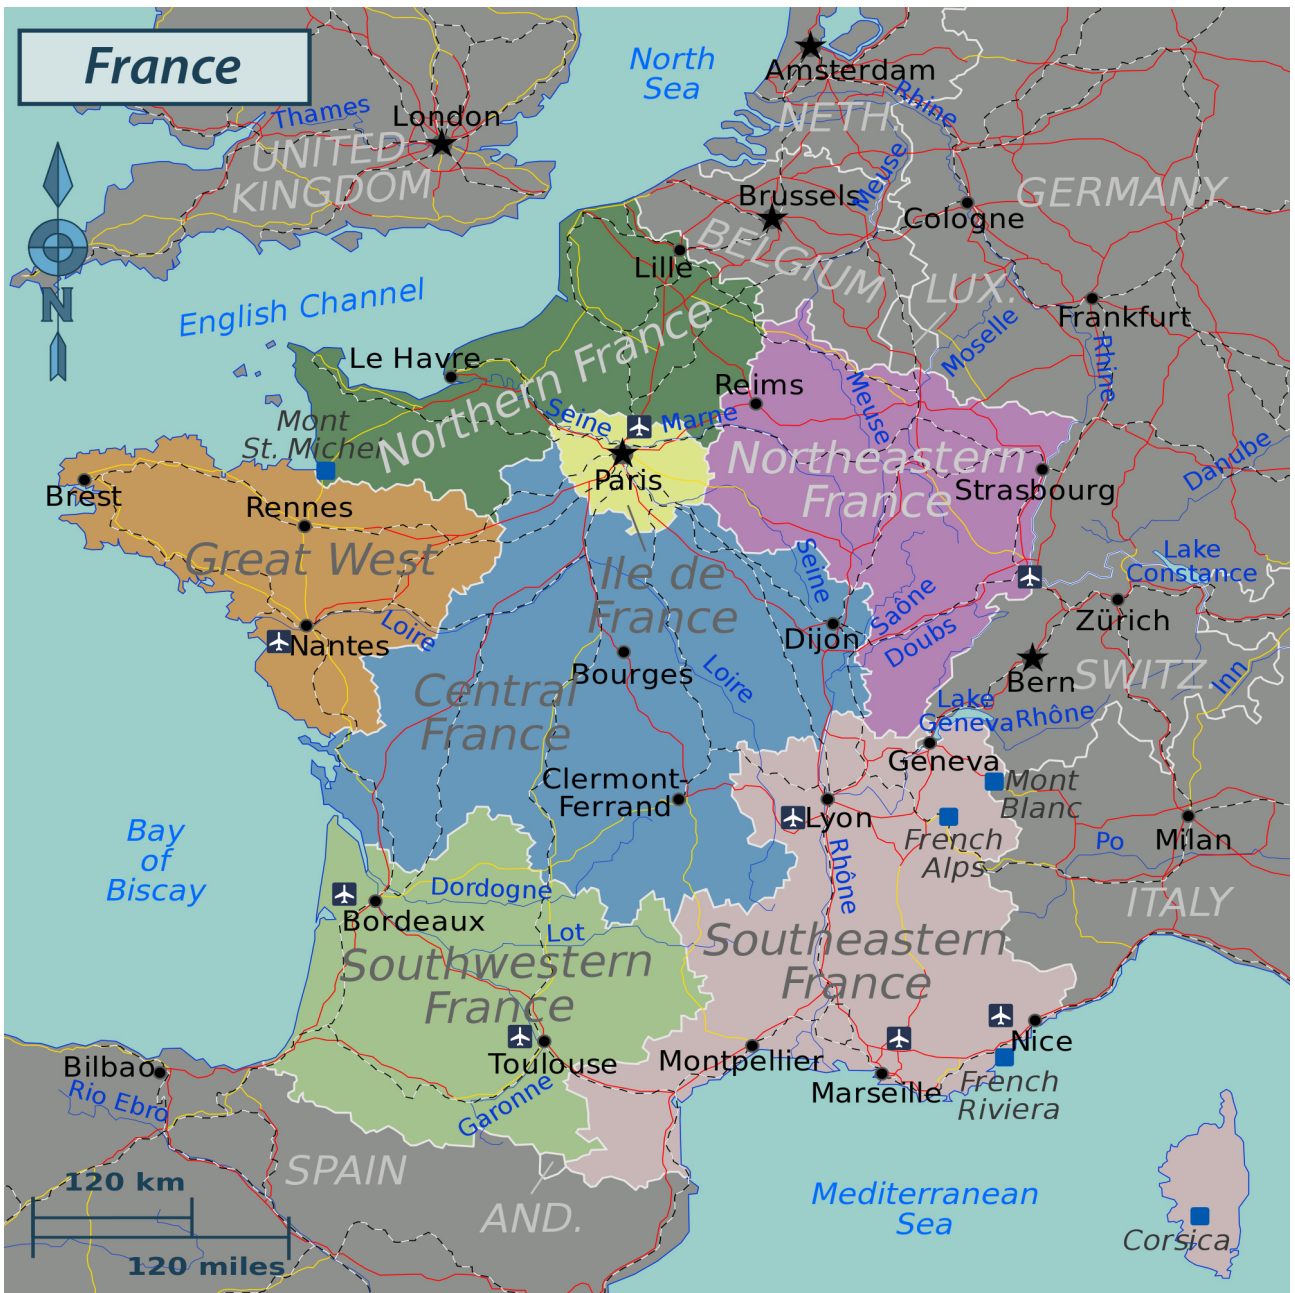 France
North
Sea
Amsterdam
Thames
London
Rhine
NETH
UNITED
KINGDOM
Meuse
GERMANY
Brussels
Cologne
BELGIUM
Lille
LUX.
English Channel
N
Frankfurt
Moselle
Rhine
Le Havre
Northern France
Reims
Meuse
Seine
Marne
Mont
St. Michel
Danube
Northeastern
France
Paris
Brest
Rennes
Strasbourg
Great West
Ile de
France
Seine
Lake
Constance
Saône
Zürich
Loire
Nantes
Dijon
Doubs
Bourges
Loire
Bern
SWITZ.
Inn
Central
France
Lake
Geneva
Rhône
Geneva
Clermont-
Ferrand
Mont
Blanc
Lyon
French
Alps
Po
Milan
Bay
of
Biscay
Rhône
Dordogne
Bordeaux
Lot
ITALY
Southwestern
France
Southeastern
France
Nice
Bilbao
Toulouse
Montpellier
Marseille
French
Riviera
Rio Ebro
Garonne
SPAIN
AND.
Mediterranean
Sea
Corsica
120 km
120 miles